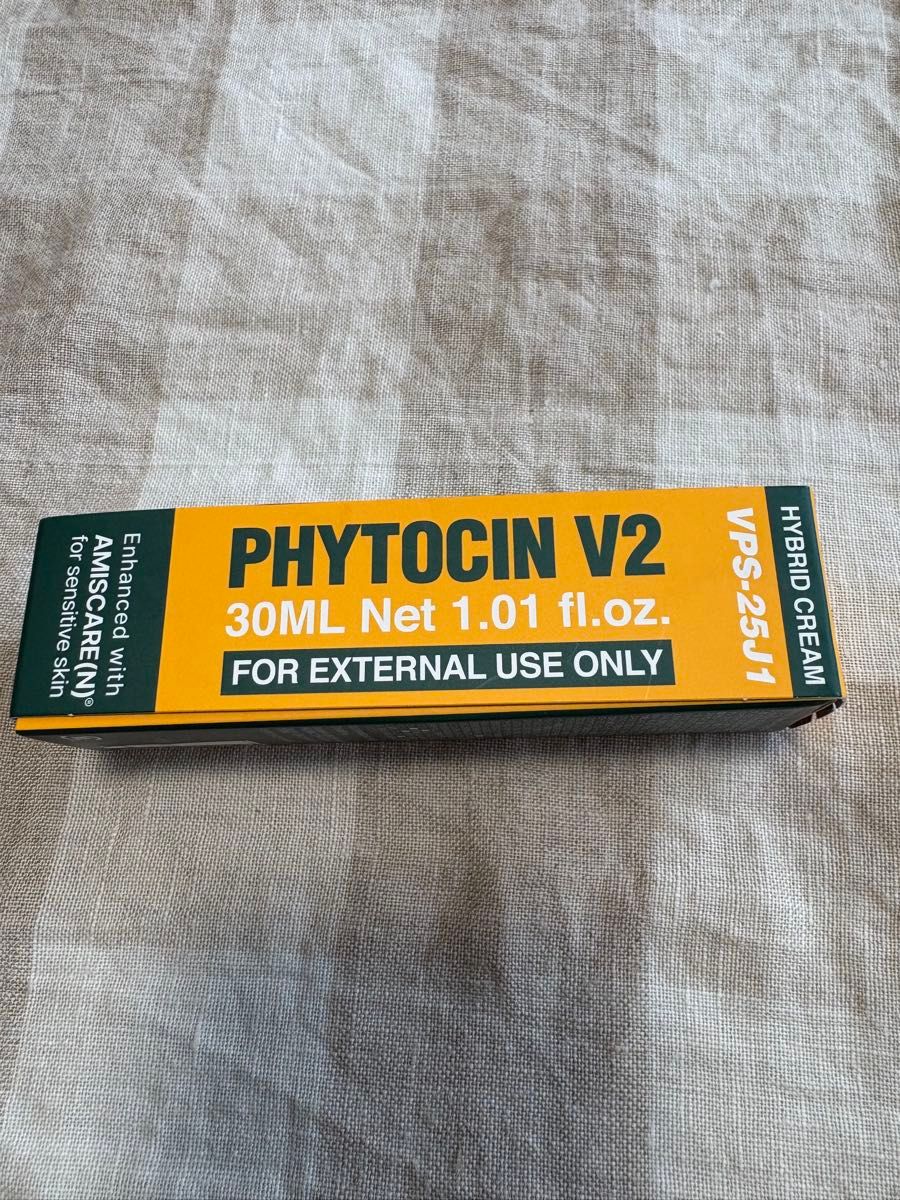 Enhanced with
AMISCARE(N)®
for sensitive skin
PHYTOCIN V2
30ML Net 1.01 fl.oz.
FOR EXTERNAL USE ONLY
VPS-25J1
HYBRID CREAM